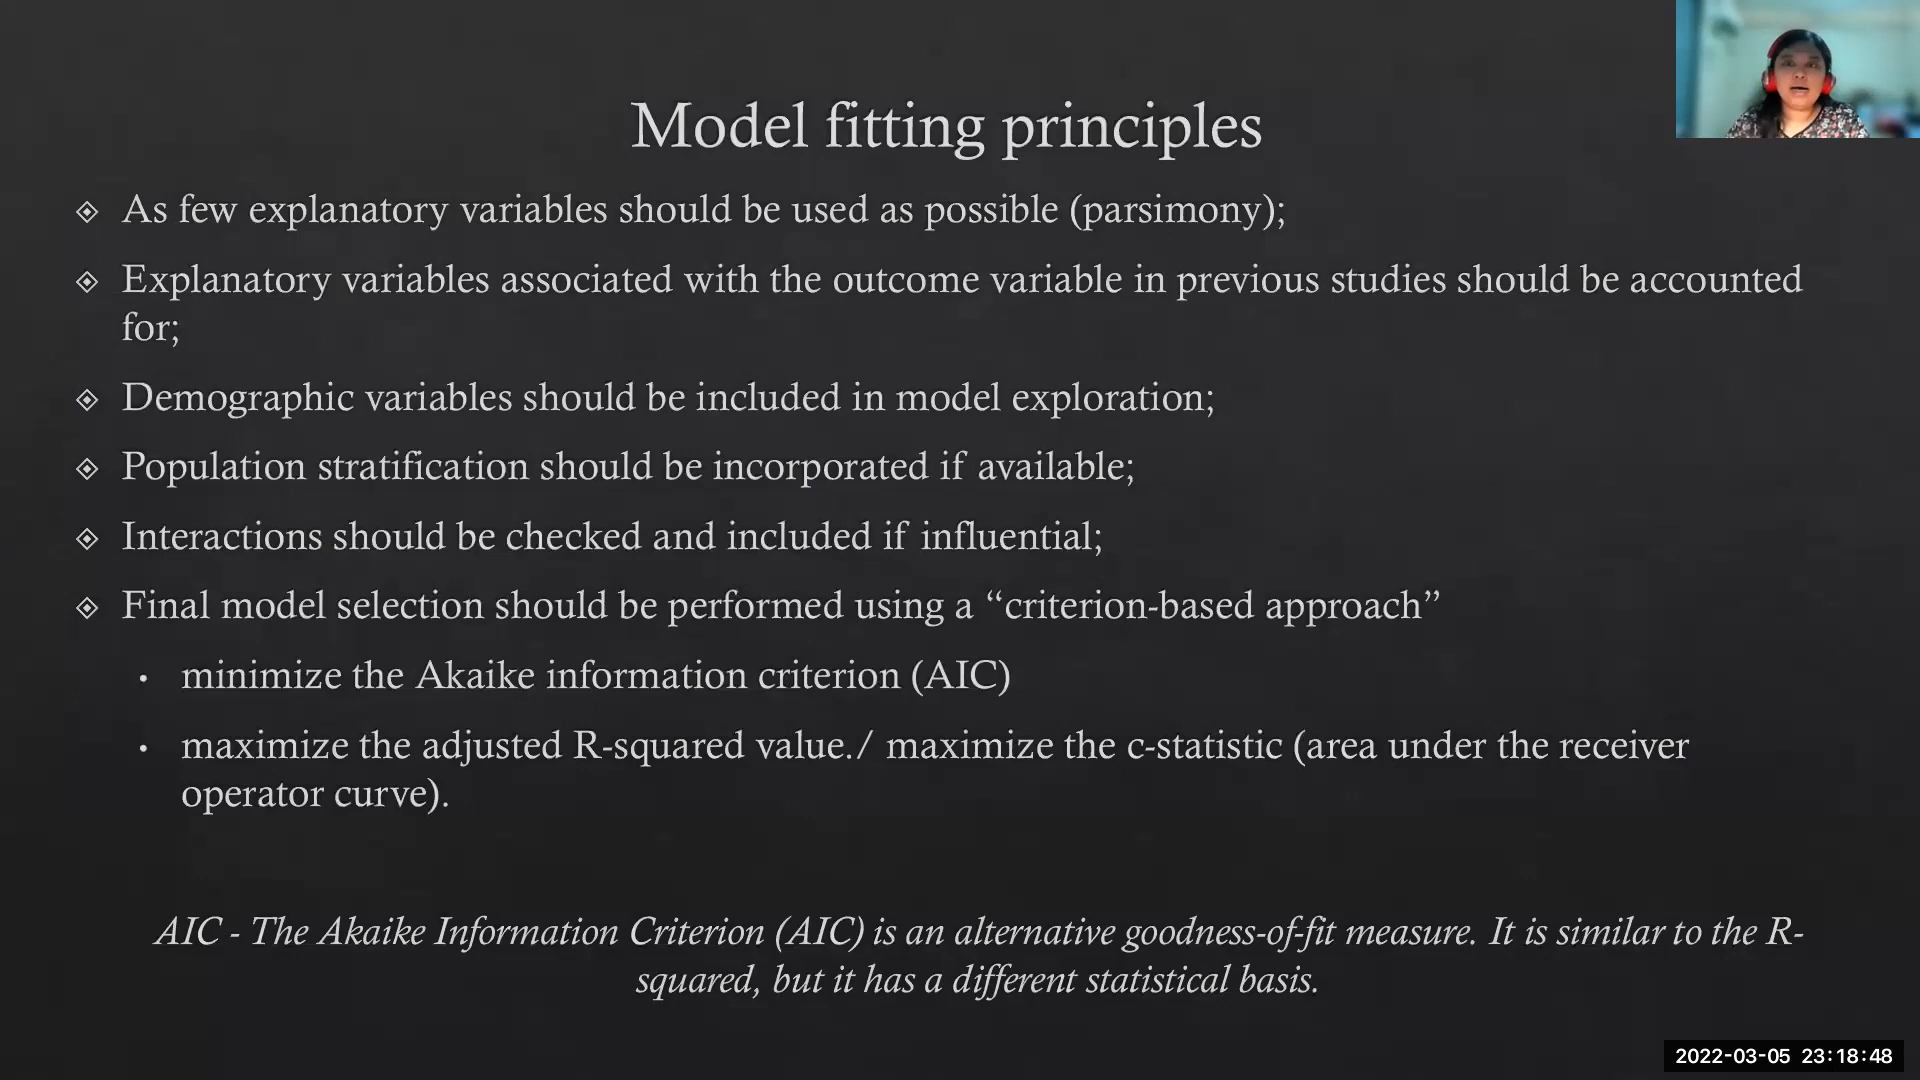 Model fitting principles
As few explanatory variables should be used as possible (parsimony);
Explanatory variables associated with the outcome variable in previous studies should be accounted
for;
Demographic variables should be included in model exploration;
Population stratification should be incorporated if available;
Interactions should be checked and included if influential;
Final model selection should be performed using a “criterion-based approach”
minimize the Akaike information criterion (AIC)
maximize the adjusted R-squared value./ maximize the c-statistic (area under the receiver
operator curve).
AIC - The Akaike Information Criterion (AIC) is an alternative goodness-of-fit measure. It is similar to the R-
squared, but it has a different statistical basis.
2022-03-05 23:18:48